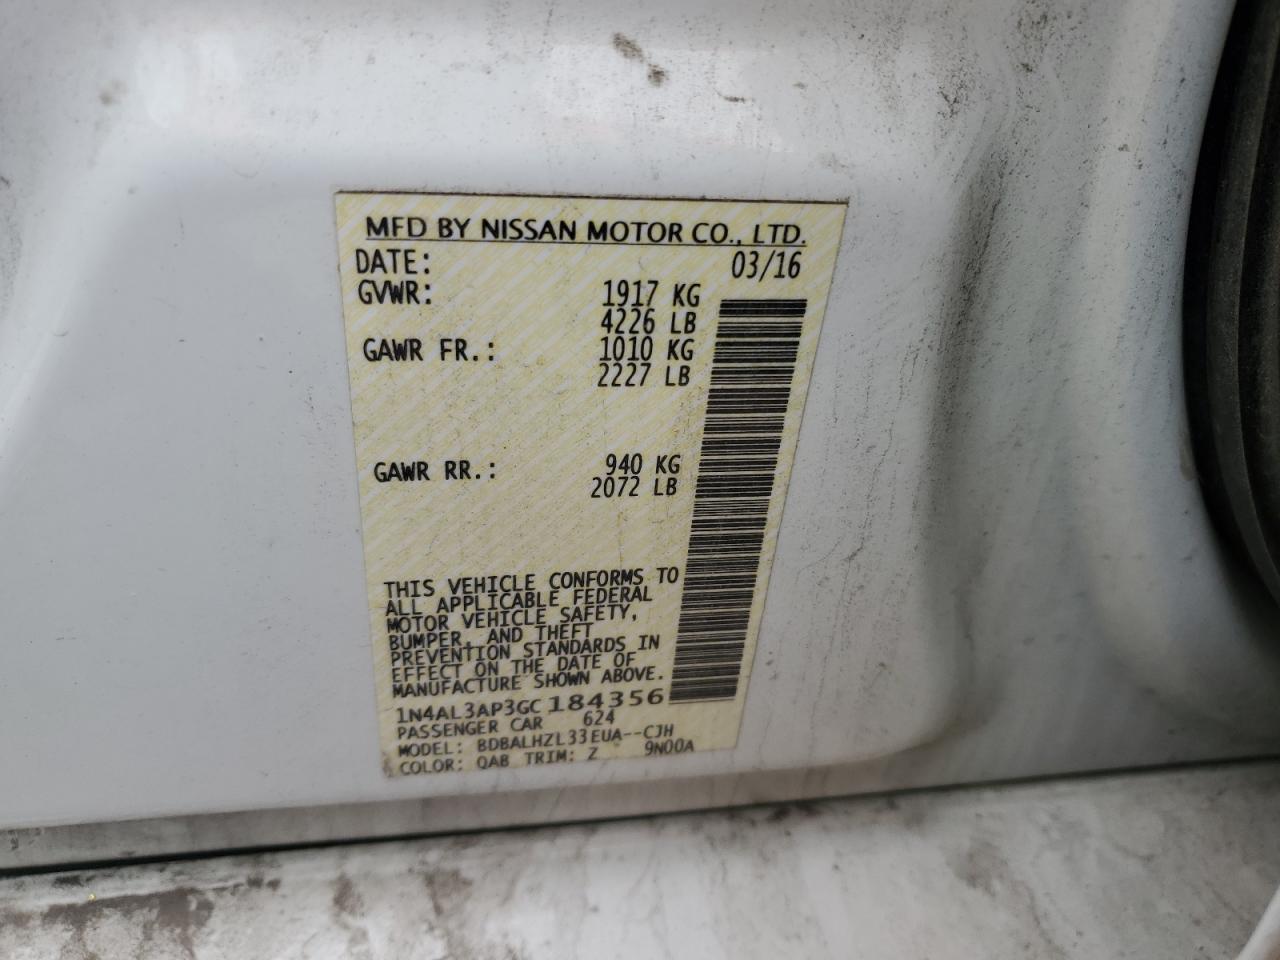 MFD BY NISSAN MOTOR CO., LTD.
DATE: 03/16
GVWR: 1917 KG
4226 LB
GAWR FR.: 1010 KG
2227 LB
GAWR RR.: 940 KG
2072 LB
THIS VEHICLE CONFORMS TO
ALL APPLICABLE FEDERAL
MOTOR VEHICLE SAFETY,
BUMPER, AND THEFT
PREVENTION STANDARDS IN
EFFECT ON THE DATE OF
MANUFACTURE SHOWN ABOVE.
1N4AL3AP3GC184356
PASSENGER CAR 624
MODEL: BDBALHZL33EUA--CJH
COLOR: QAB TRIM: Z 9N00A